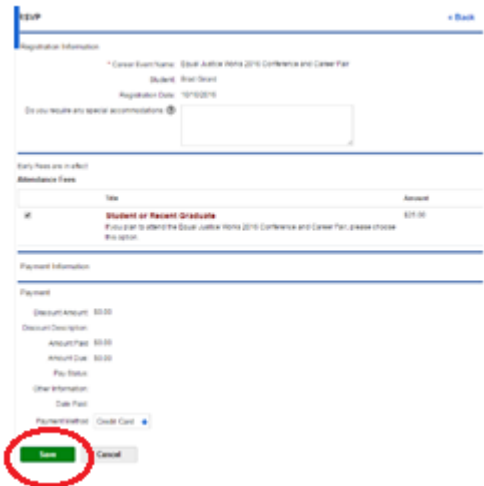 RSVP
< Back
Registration Information
* Career Event Name: Equal Justice Works 2016 Conference and Career Fair
Student: Brad
Registration Date:
Do you require any special accommodations:
Early Fees are in effect
Attendance Fees
Title Amount
Student or Recent Graduate $25.00
If you plan to attend the Equal Justice Works 2016 Conference and Career Fair, please choose
this option.
Payment Information
Payment
Discount Amount: $0.00
Discount Description:
Amount Paid: $0.00
Amount Due: $0.00
Pay Status:
Other Information:
Date Paid:
Payment Method: Credit Card
Save Cancel